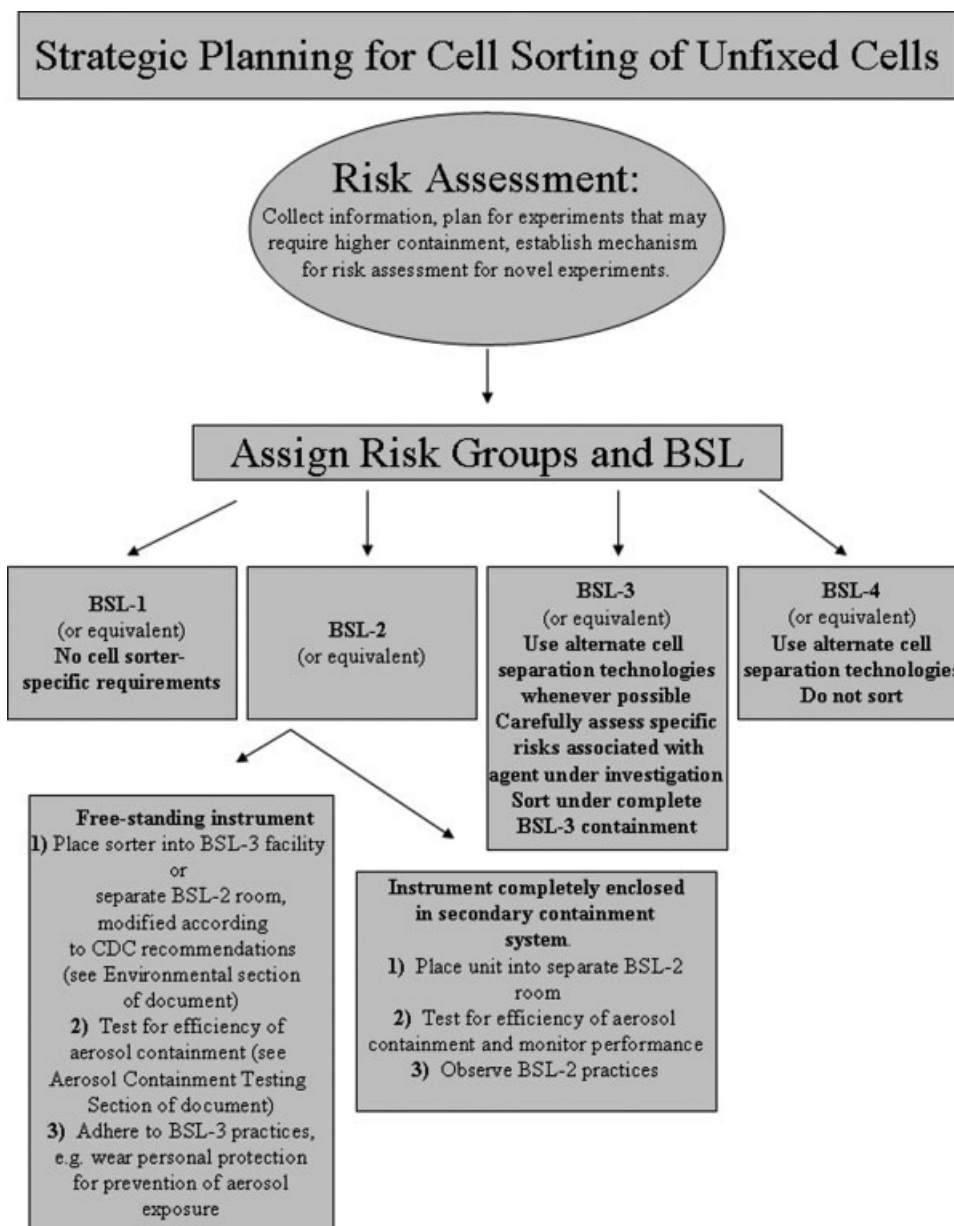 Strategic Planning for Cell Sorting of Unfixed Cells
Risk Assessment:
Collect information, plan for experiments that may
require higher containment, establish mechanism
for risk assessment for novel experiments.
Assign Risk Groups and BSL
BSL-1
(or equivalent)
No cell sorter-
specific requirements
BSL-2
(or equivalent)
BSL-3
(or equivalent)
Use alternate cell
separation technologies
whenever possible
Carefully assess specific
risks associated with
agent under investigation
Sort under complete
BSL-3 containment
BSL-4
(or equivalent)
Use alternate cell
separation technologies
Do not sort
Free-standing instrument
1) Place sorter into BSL-3 facility
or
separate BSL-2 room,
modified according
to CDC recommendations
(see Environmental section
of document)
2) Test for efficiency of
aerosol containment (see
Aerosol Containment Testing
Section of document)
3) Adhere to BSL-3 practices,
e.g. wear personal protection
for prevention of aerosol
exposure
Instrument completely enclosed
in secondary containment
system.
1) Place unit into separate BSL-2
room
2) Test for efficiency of aerosol
containment and monitor performance
3) Observe BSL-2 practices